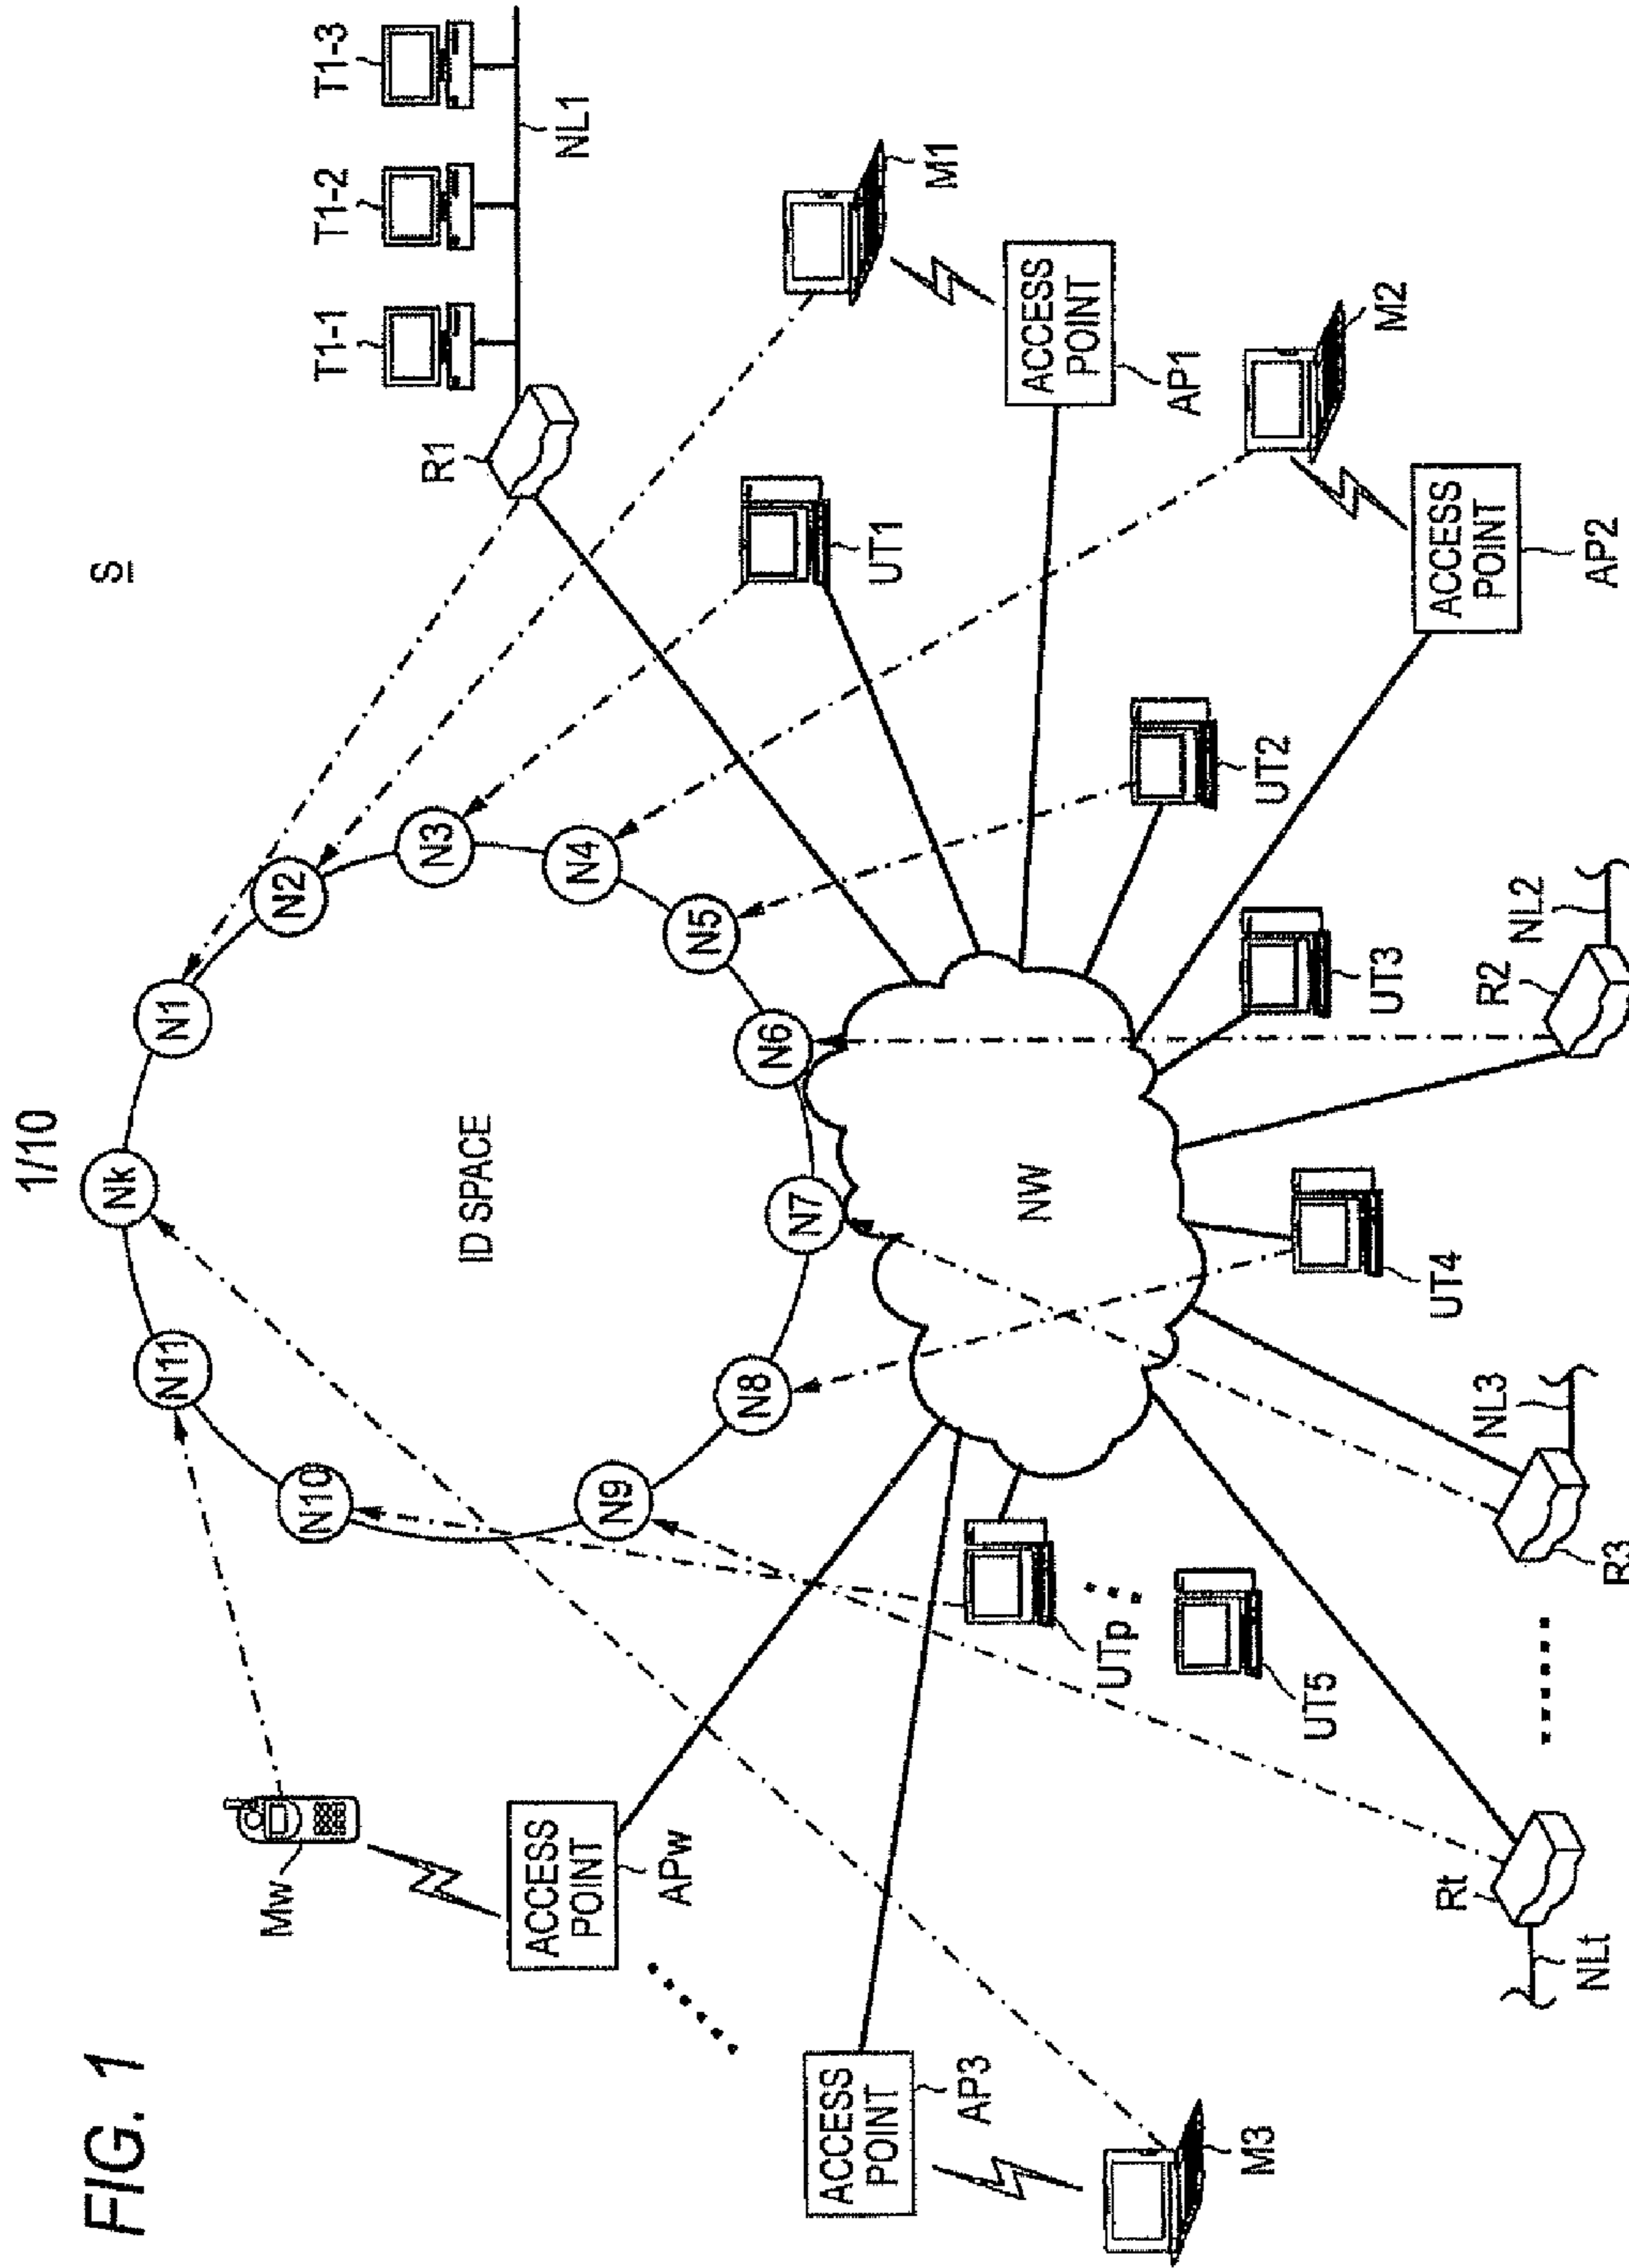 1/10
FIG. 1
S
T1-1
T1-2
T1-3
NL1
R1
Nk
N1
N2
N3
N4
N5
N6
N7
N8
N9
N10
N11
ID SPACE
Mw
ACCESS
POINT
APw
ACCESS
POINT
AP3
M3
UT1
M1
ACCESS
POINT
AP1
M2
ACCESS
POINT
AP2
NW
UT2
UT3
UT4
UTp
UT5
R2
NL2
R3
NL3
Rt
NLt